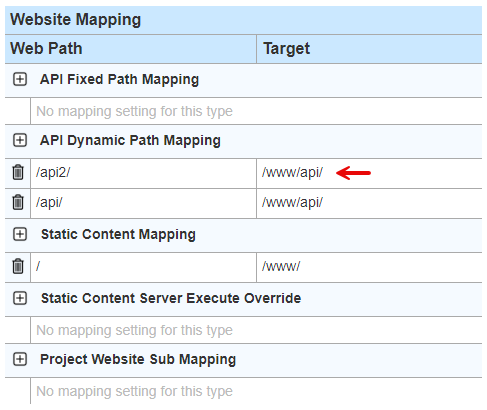 Website Mapping
Web Path Target
API Fixed Path Mapping
No mapping setting for this type
API Dynamic Path Mapping
/api2/ /www/api/
/api/ /www/api/
Static Content Mapping
/ /www/
Static Content Server Execute Override
No mapping setting for this type
Project Website Sub Mapping
No mapping setting for this type